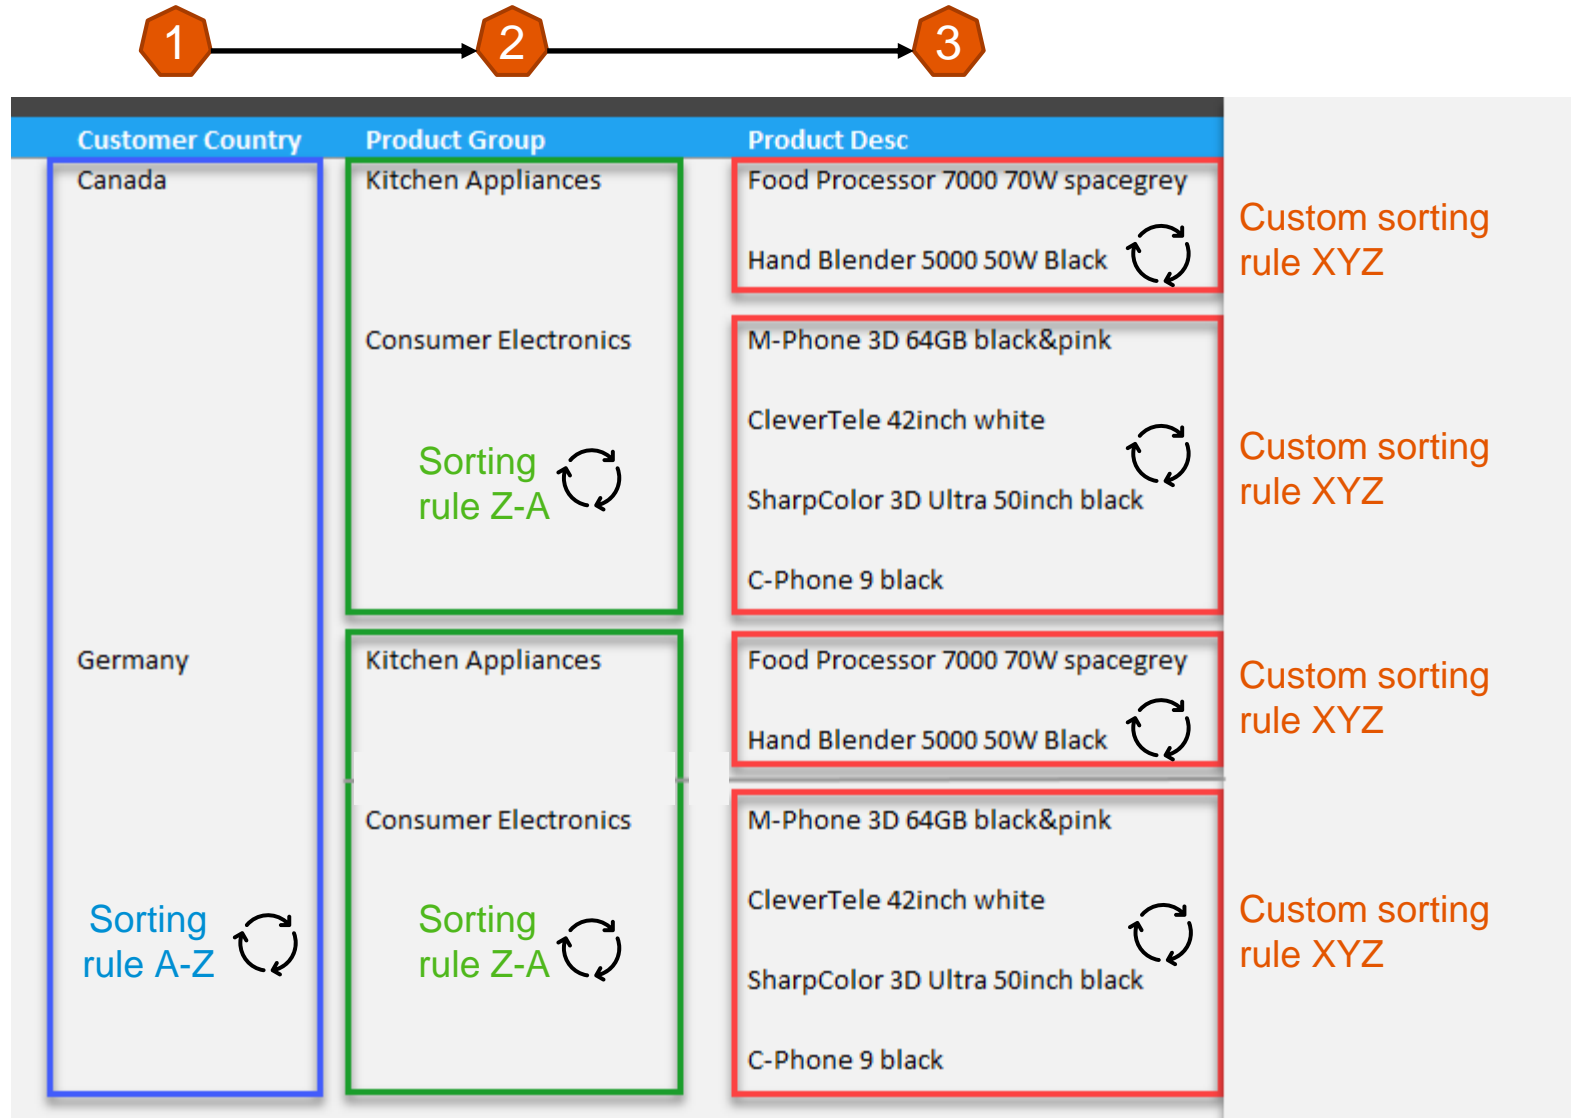 1 2 3
Customer Country Product Group Product Desc
Canada Kitchen Appliances Food Processor 7000 70W spacegrey
Custom sorting
rule XYZ
Hand Blender 5000 50W Black
Consumer Electronics M-Phone 3D 64GB black&pink
CleverTele 42inch white
Custom sorting
rule XYZ
Sorting
rule Z-A
SharpColor 3D Ultra 50inch black
C-Phone 9 black
Germany Kitchen Appliances Food Processor 7000 70W spacegrey
Custom sorting
rule XYZ
Hand Blender 5000 50W Black
Consumer Electronics M-Phone 3D 64GB black&pink
CleverTele 42inch white
Custom sorting
rule XYZ
Sorting
rule A-Z
Sorting
rule Z-A
SharpColor 3D Ultra 50inch black
C-Phone 9 black